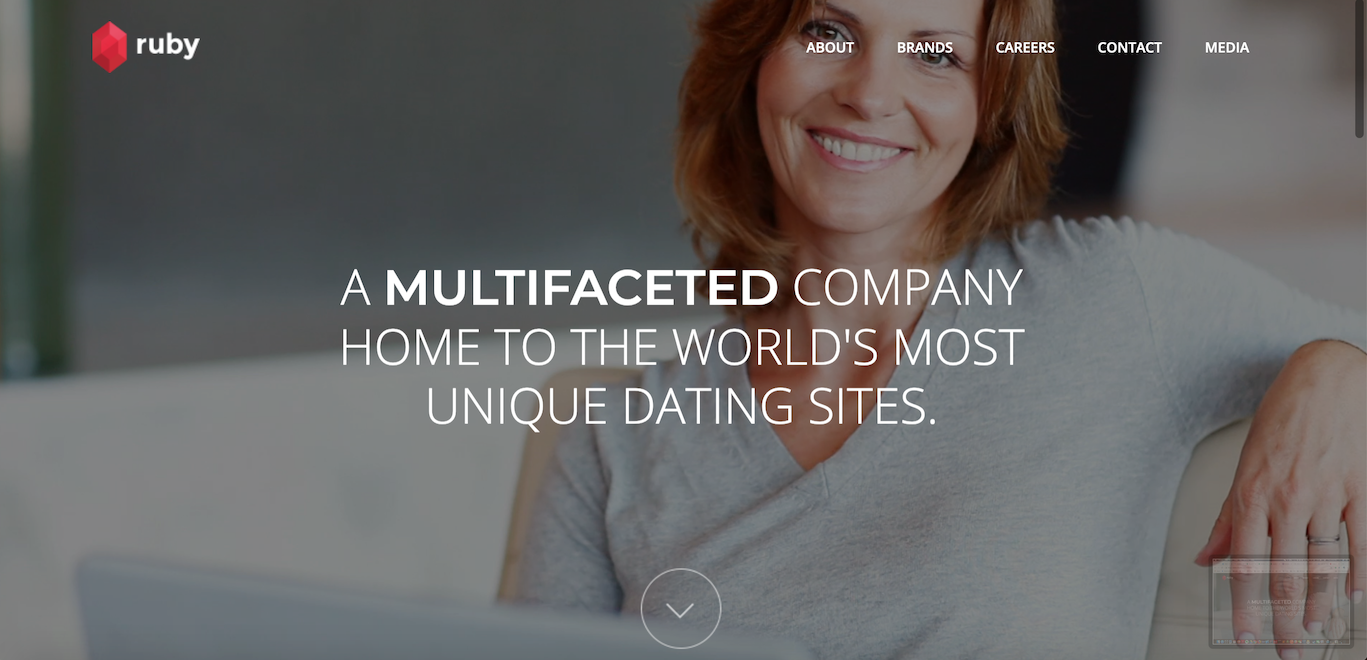 ruby
ABOUT BRANDS CAREERS CONTACT MEDIA
A MULTIFACETED COMPANY
HOME TO THE WORLD'S MOST
UNIQUE DATING SITES.